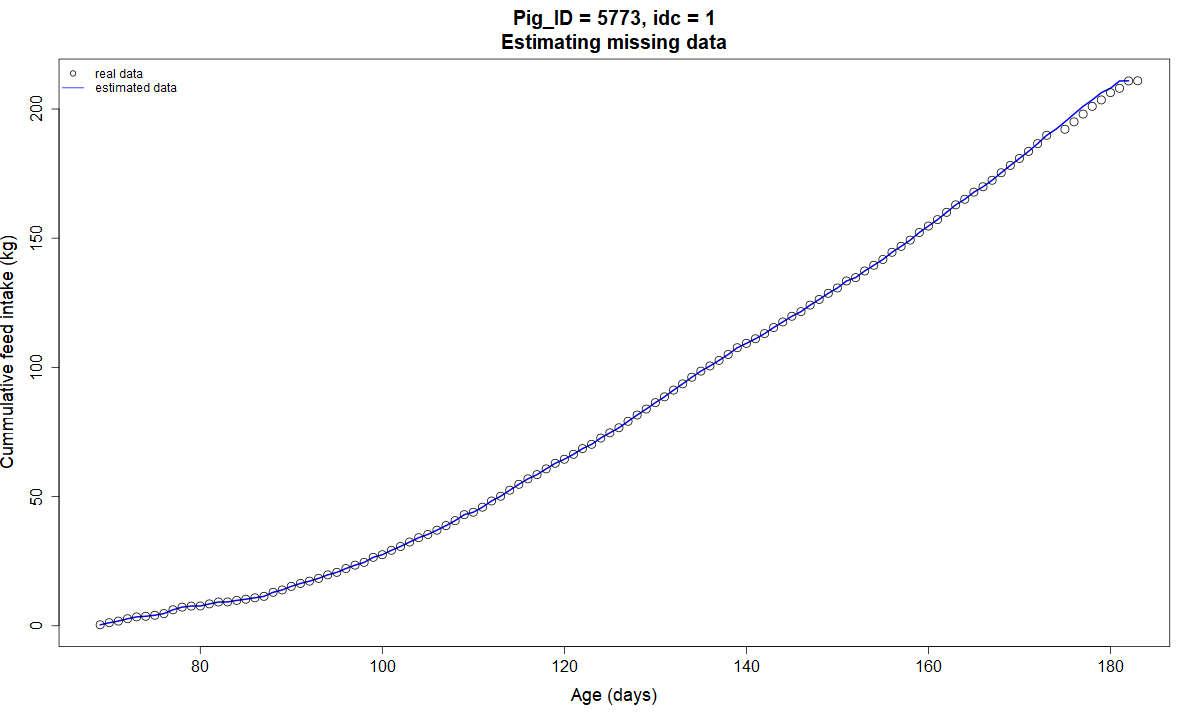 Pig_ID = 5773, idc = 1
Estimating missing data
real data
estimated data
Cummulative feed intake (kg)
200
150
100
50
0
80 100 120 140 160 180
Age (days)